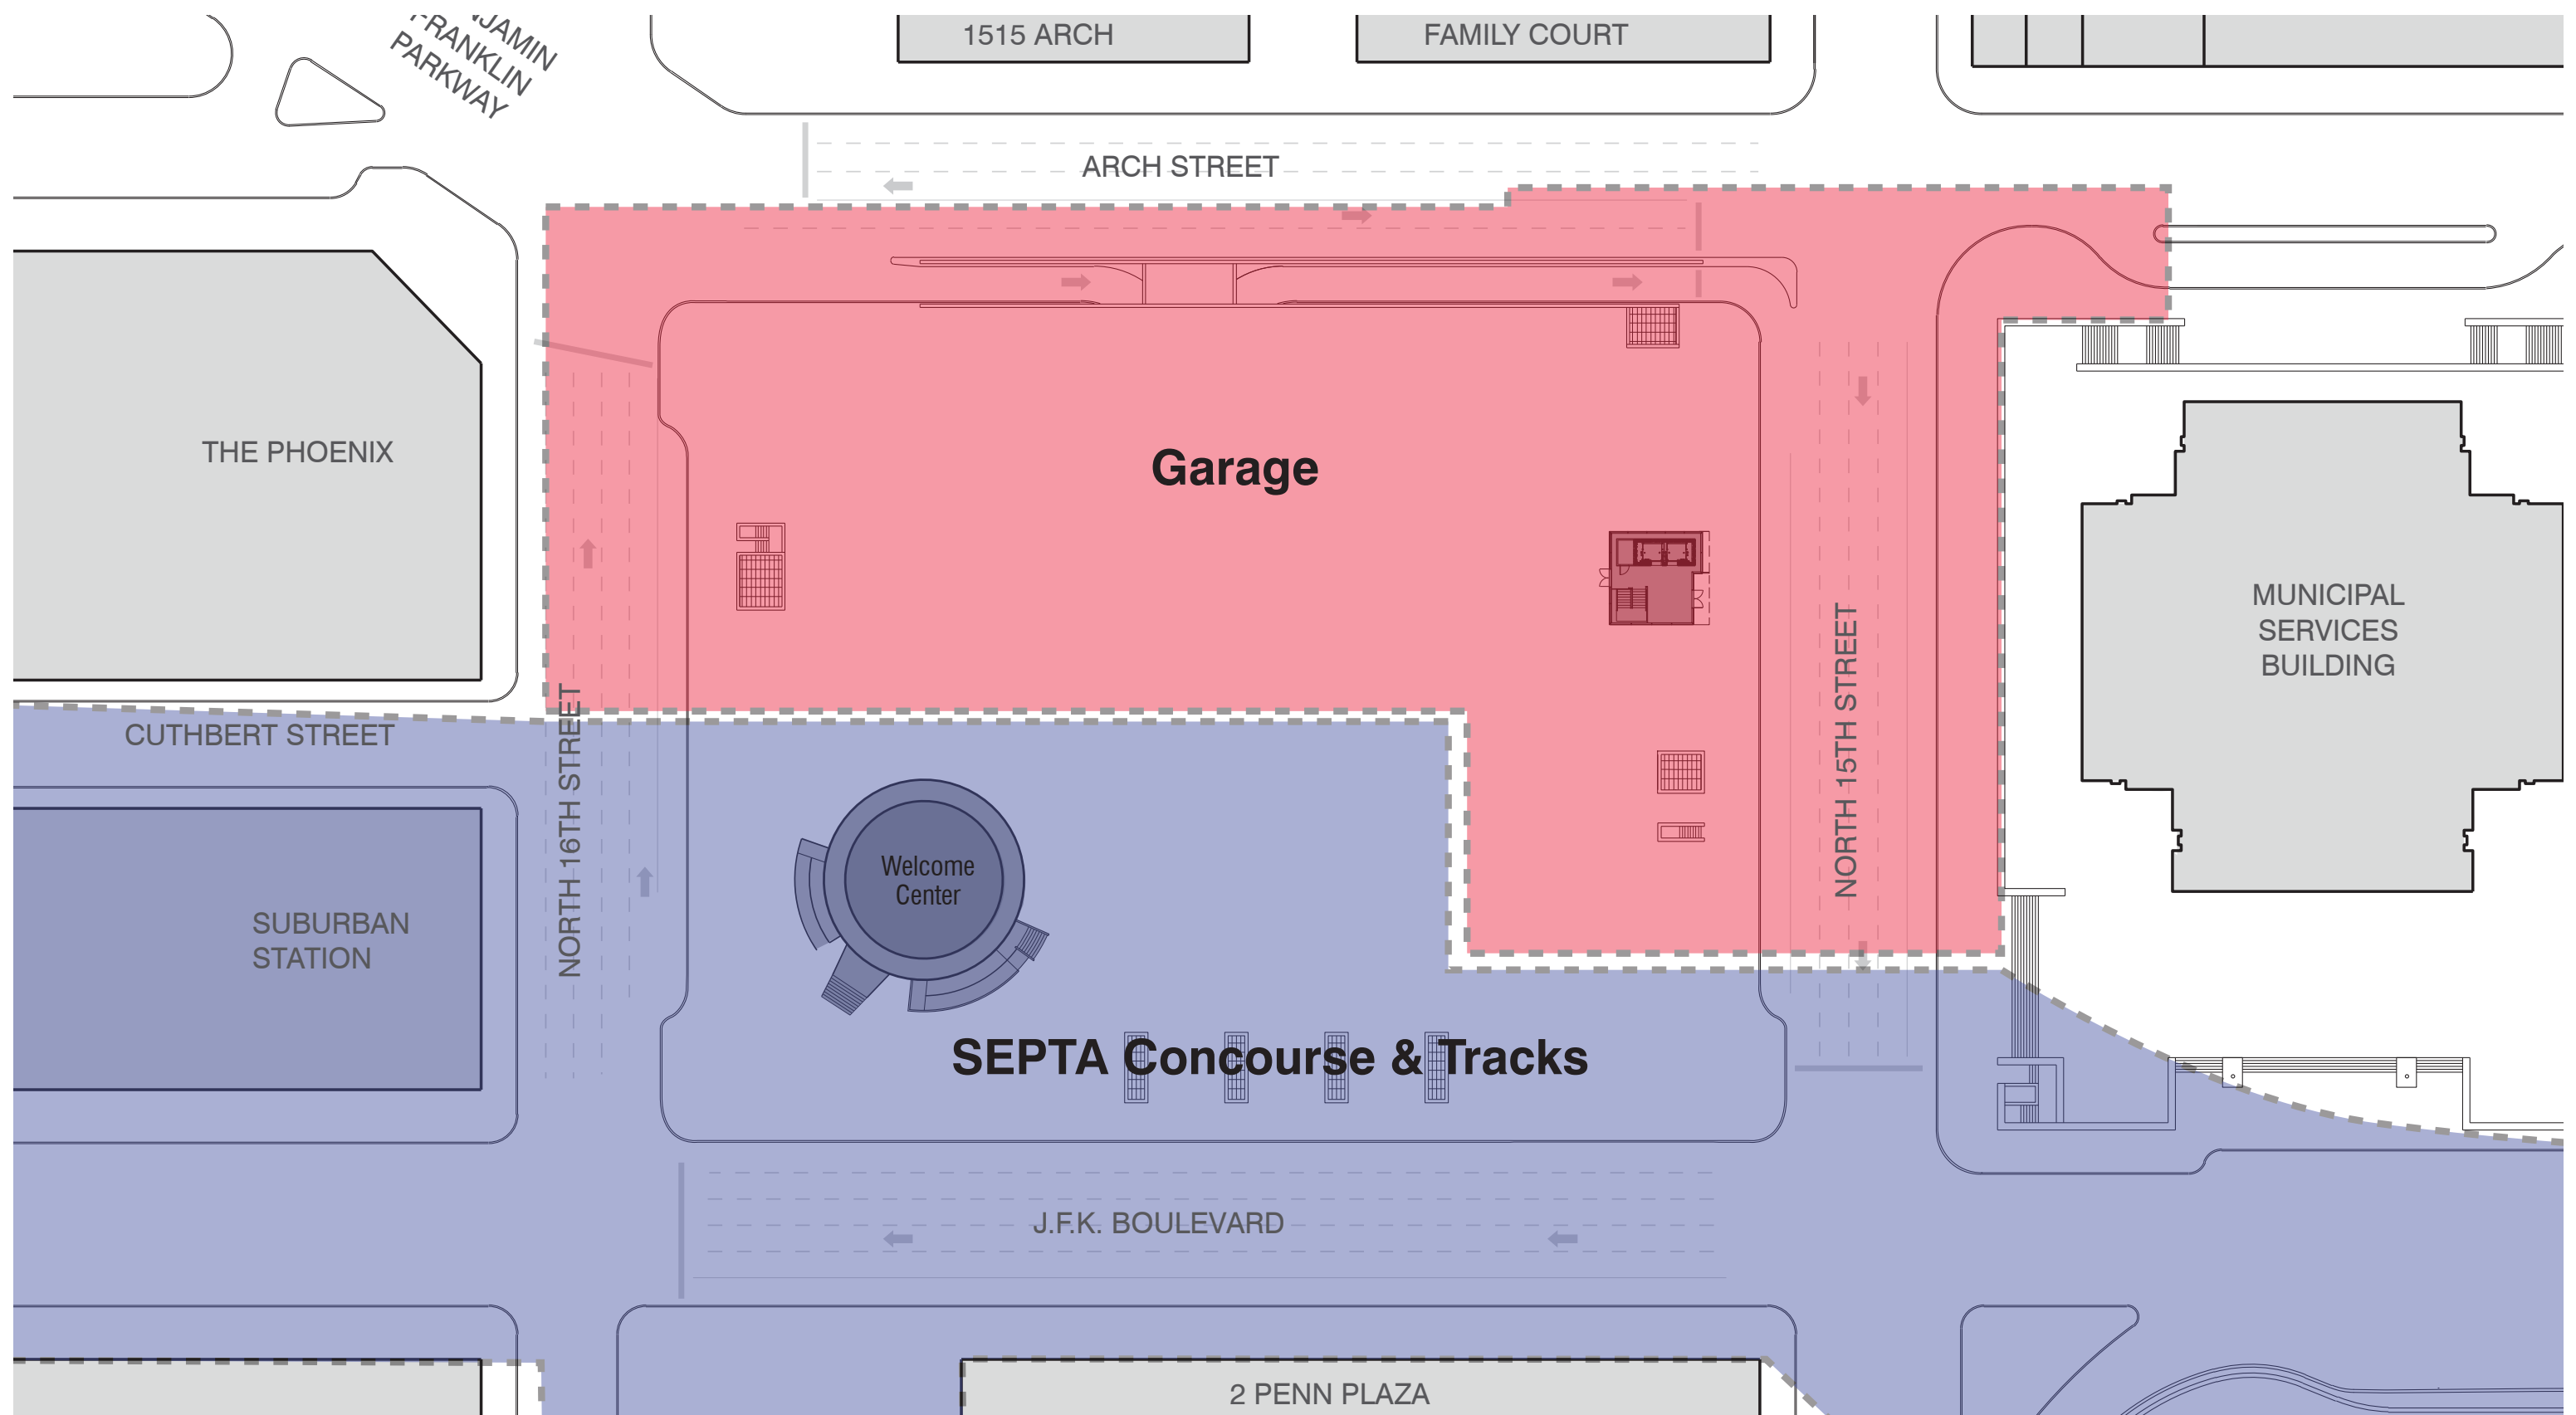 FRANKLIN
PARKWAY
1515 ARCH
FAMILY COURT
ARCH STREET
THE PHOENIX
Garage
MUNICIPAL
SERVICES
BUILDING
NORTH 15TH STREET
CUTHBERT STREET
NORTH 16TH STREET
Welcome
Center
SUBURBAN
STATION
SEPTA Concourse & Tracks
J.F.K. BOULEVARD
2 PENN PLAZA